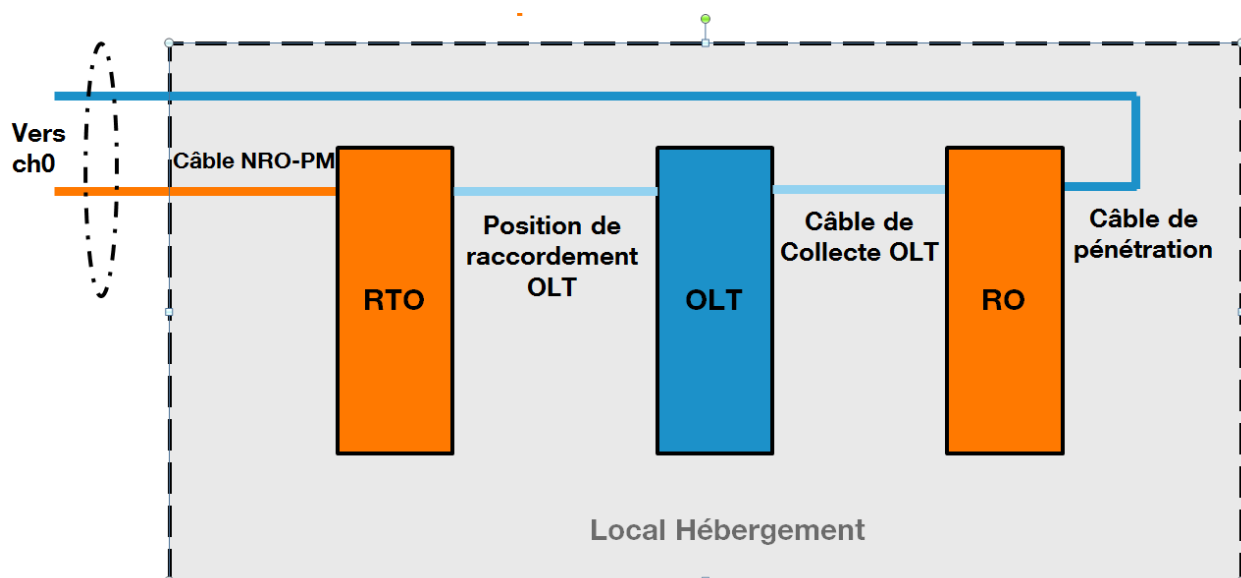 Vers
ch0
Câble NRO-PM
Position de
raccordement
OLT
Câble de
Collecte OLT
Câble de
pénétration
RTO
OLT
RO
Local Hébergement